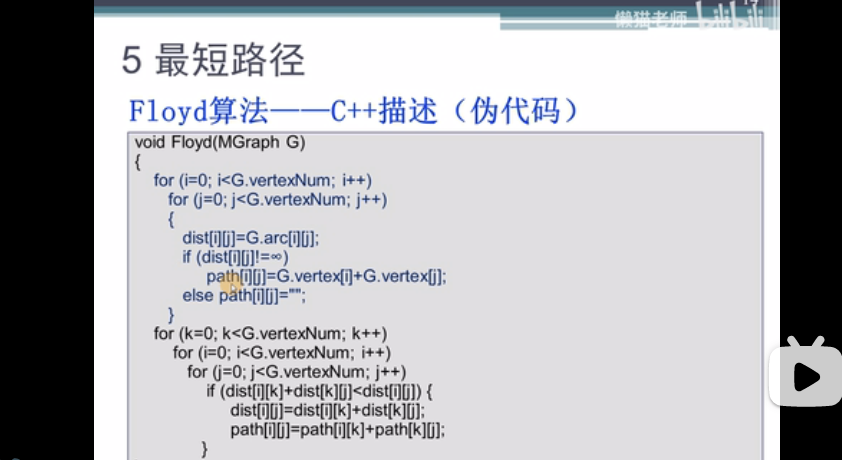 懒猫老师 bilibili
5 最短路径
Floyd算法——C++描述（伪代码）
void Floyd(MGraph G)
{
for (i=0; i<G.vertexNum; i++)
for (j=0; j<G.vertexNum; j++)
{
dist[i][j]=G.arc[i][j];
if (dist[i][j]!=∞)
path[i][j]=G.vertex[i]+G.vertex[j];
else path[i][j]="";
}
for (k=0; k<G.vertexNum; k++)
for (i=0; i<G.vertexNum; i++)
for (j=0; j<G.vertexNum; j++)
if (dist[i][k]+dist[k][j]<dist[i][j]) {
dist[i][j]=dist[i][k]+dist[k][j];
path[i][j]=path[i][k]+path[k][j];
}